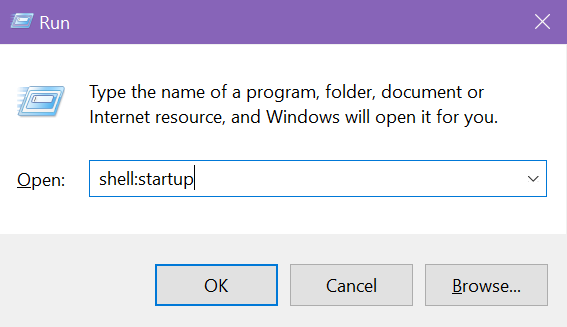 Run
Type the name of a program, folder, document or
Internet resource, and Windows will open it for you.
Open: shell:startup
OK Cancel Browse...